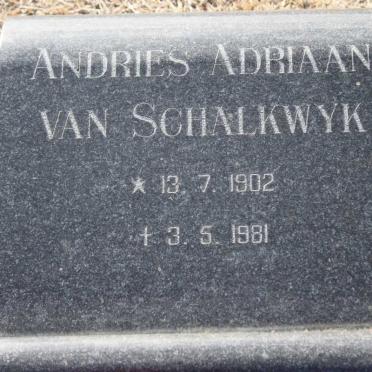 ANDRIES ADRIAAN
VAN SCHALKWYK
★ 13. 7. 1902
† 3. 5. 1981